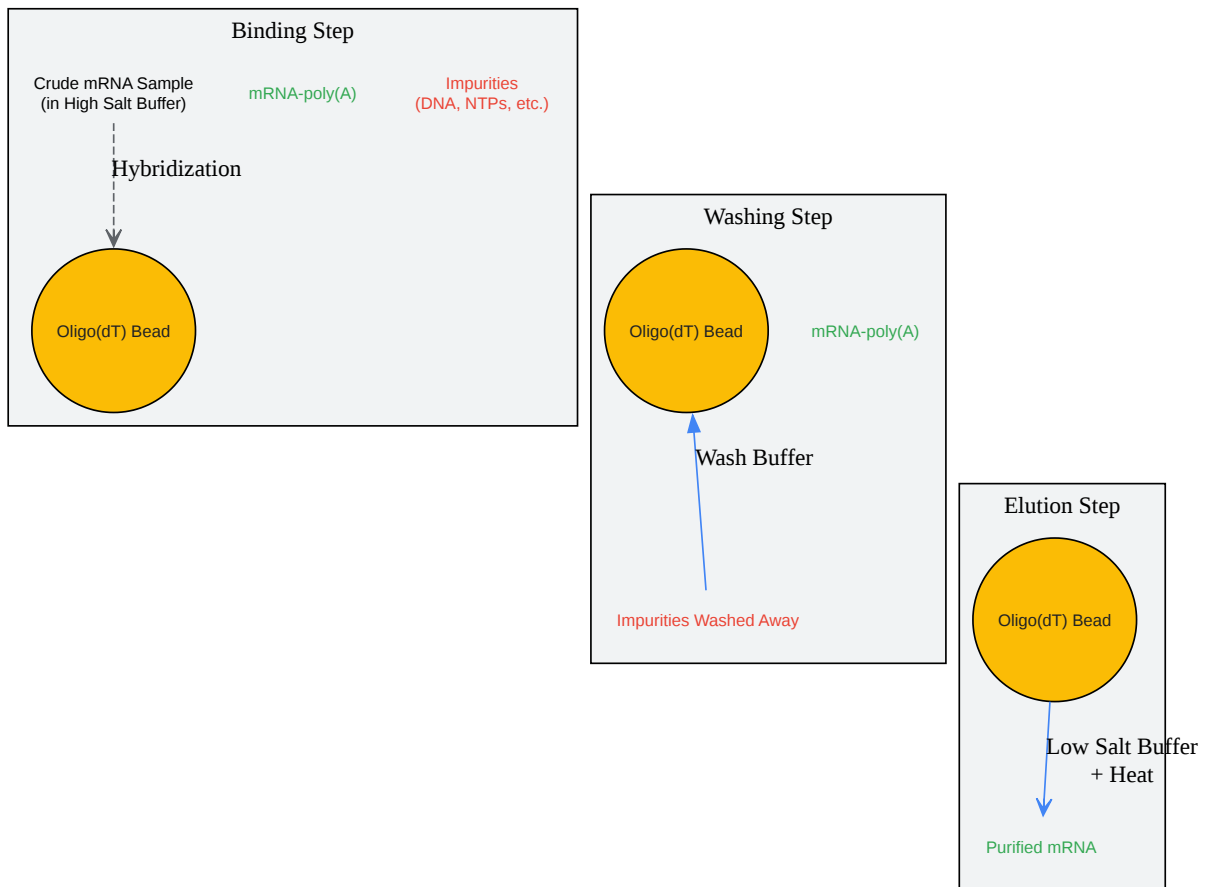 Binding Step
Crude mRNA Sample
(in High Salt Buffer)
mRNA-poly(A)
Impurities
(DNA, NTPs, etc.)
Hybridization
Oligo(dT) Bead
Washing Step
Oligo(dT) Bead
mRNA-poly(A)
Wash Buffer
Impurities Washed Away
Elution Step
Oligo(dT) Bead
Low Salt Buffer
+ Heat
Purified mRNA